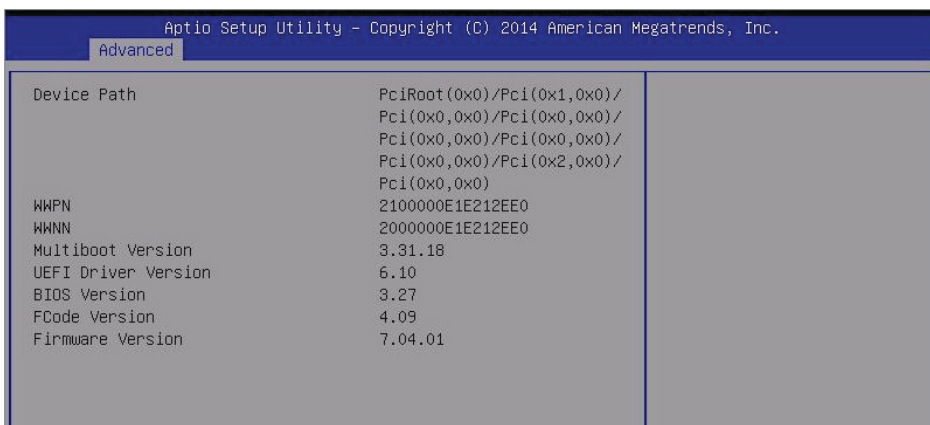 Aptio Setup Utility – Copyright (C) 2014 American Megatrends, Inc.
Advanced
Device Path PciRoot(0x0)/Pci(0x1,0x0)/
Pci(0x0,0x0)/Pci(0x0,0x0)/
Pci(0x0,0x0)/Pci(0x0,0x0)/
Pci(0x0,0x0)/Pci(0x2,0x0)/
Pci(0x0,0x0)
WWPN 2100000E1E212EE0
WWNN 2000000E1E212EE0
Multiboot Version 3.31.18
UEFI Driver Version 6.10
BIOS Version 3.27
FCode Version 4.09
Firmware Version 7.04.01